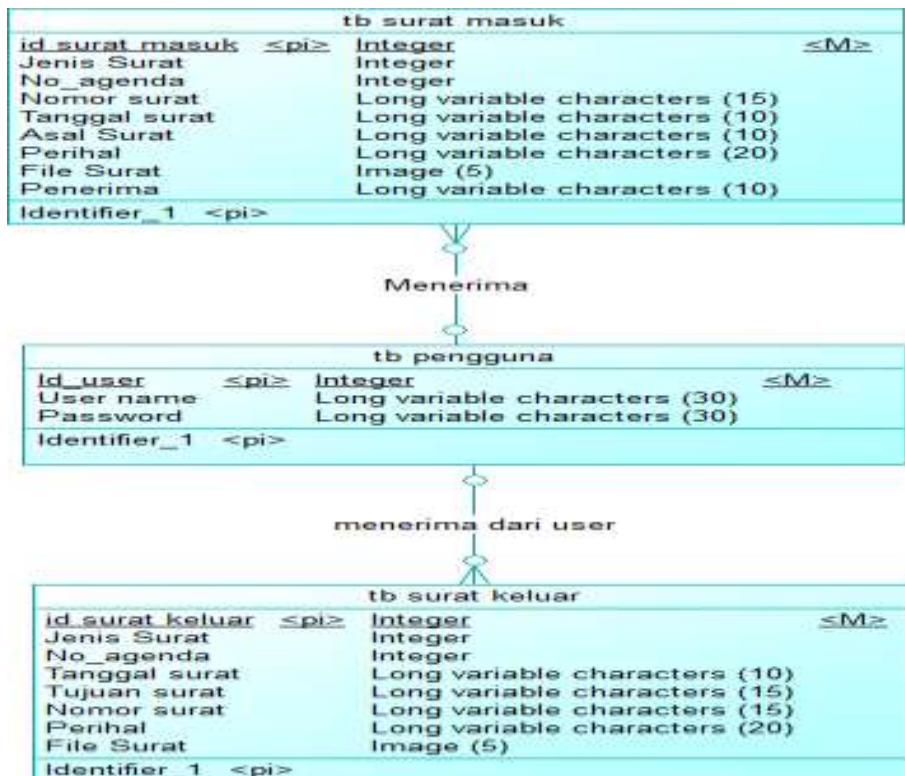 tb surat masuk
id surat masuk <pi> Integer <M>
Jenis Surat Integer
No_agenda Integer
Nomor surat Long variable characters (15)
Tanggal surat Long variable characters (10)
Asal Surat Long variable characters (10)
Perihal Long variable characters (20)
File Surat Image (5)
Penerima Long variable characters (10)
Identifier_1 <pi>
Menerima
tb pengguna
Id_user <pi> Integer <M>
User name Long variable characters (30)
Password Long variable characters (30)
Identifier_1 <pi>
menerima dari user
tb surat keluar
id surat keluar <pi> Integer <M>
Jenis Surat Integer
No_agenda Integer
Tanggal surat Long variable characters (10)
Tujuan surat Long variable characters (15)
Nomor surat Long variable characters (15)
Perihal Long variable characters (20)
File Surat Image (5)
Identifier_1 <pi>